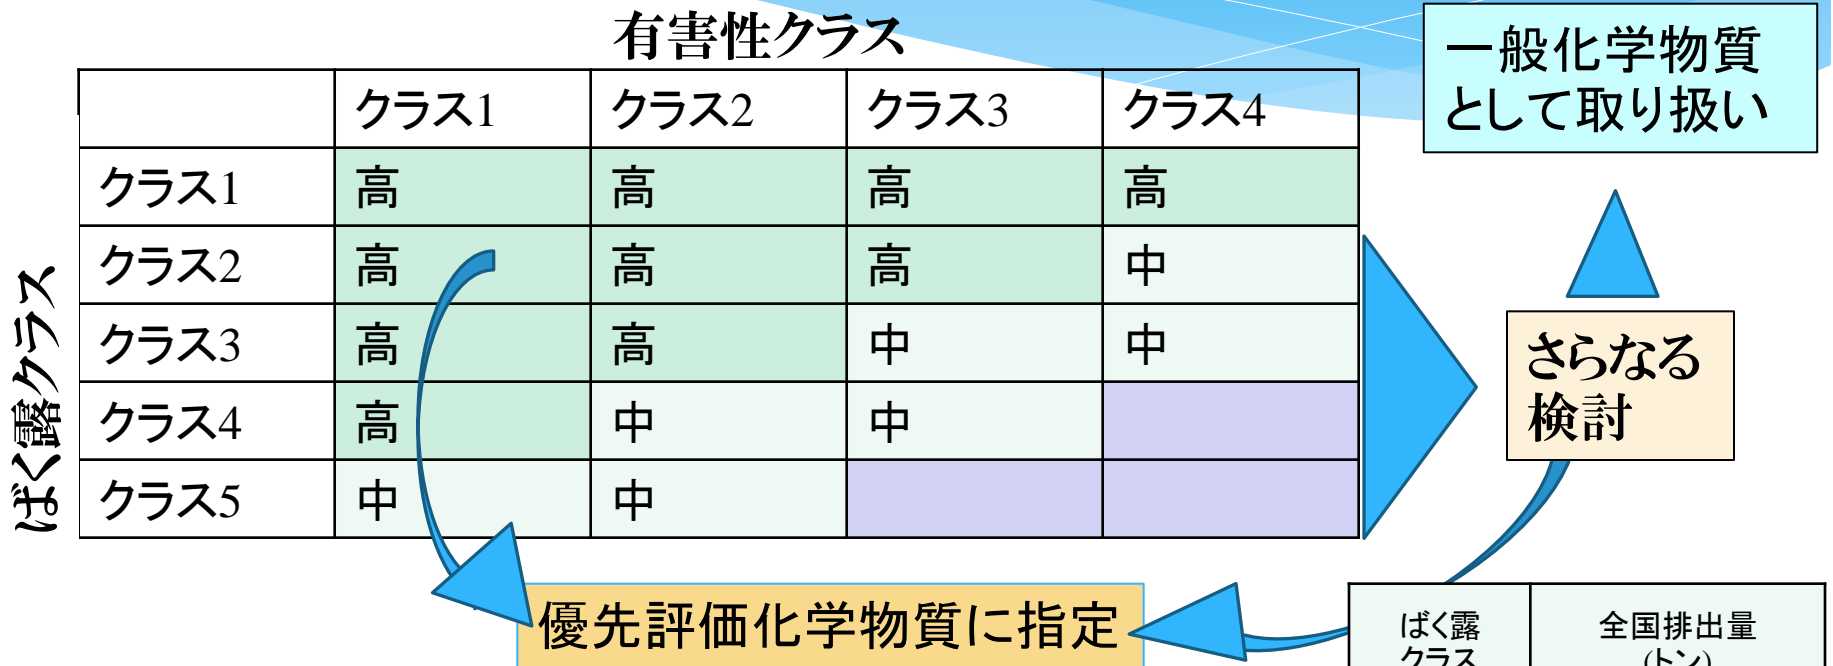 有害性クラス
一般化学物質
として取り扱い
クラス1 クラス2 クラス3 クラス4
クラス1 高 高 高 高
クラス2 高 高 高 中
クラス3 高 高 中 中
クラス4 高 中 中
クラス5 中 中
ばく露クラス
さらなる
検討
優先評価化学物質に指定
ばく露
クラス
全国排出量
(トン)